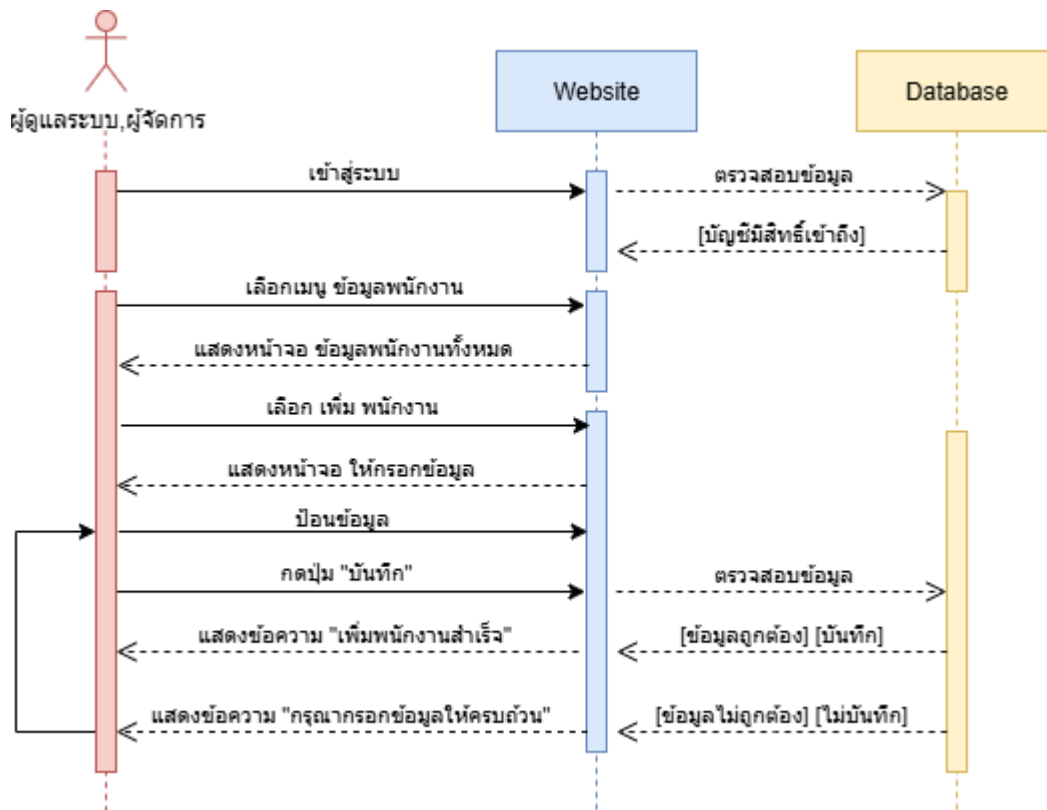 Website
Database
ผู้ดูแลระบบ,ผู้จัดการ
เข้าสู่ระบบ
ตรวจสอบข้อมูล
[บัญชีมีสิทธิ์เข้าถึง]
เลือกเมนู ข้อมูลพนักงาน
แสดงหน้าจอ ข้อมูลพนักงานทั้งหมด
เลือก เพิ่ม พนักงาน
แสดงหน้าจอ ให้กรอกข้อมูล
ป้อนข้อมูล
กดปุ่ม "บันทึก"
ตรวจสอบข้อมูล
แสดงข้อความ "เพิ่มพนักงานสำเร็จ"
[ข้อมูลถูกต้อง] [บันทึก]
แสดงข้อความ "กรุณากรอกข้อมูลให้ครบถ้วน"
[ข้อมูลไม่ถูกต้อง] [ไม่บันทึก]